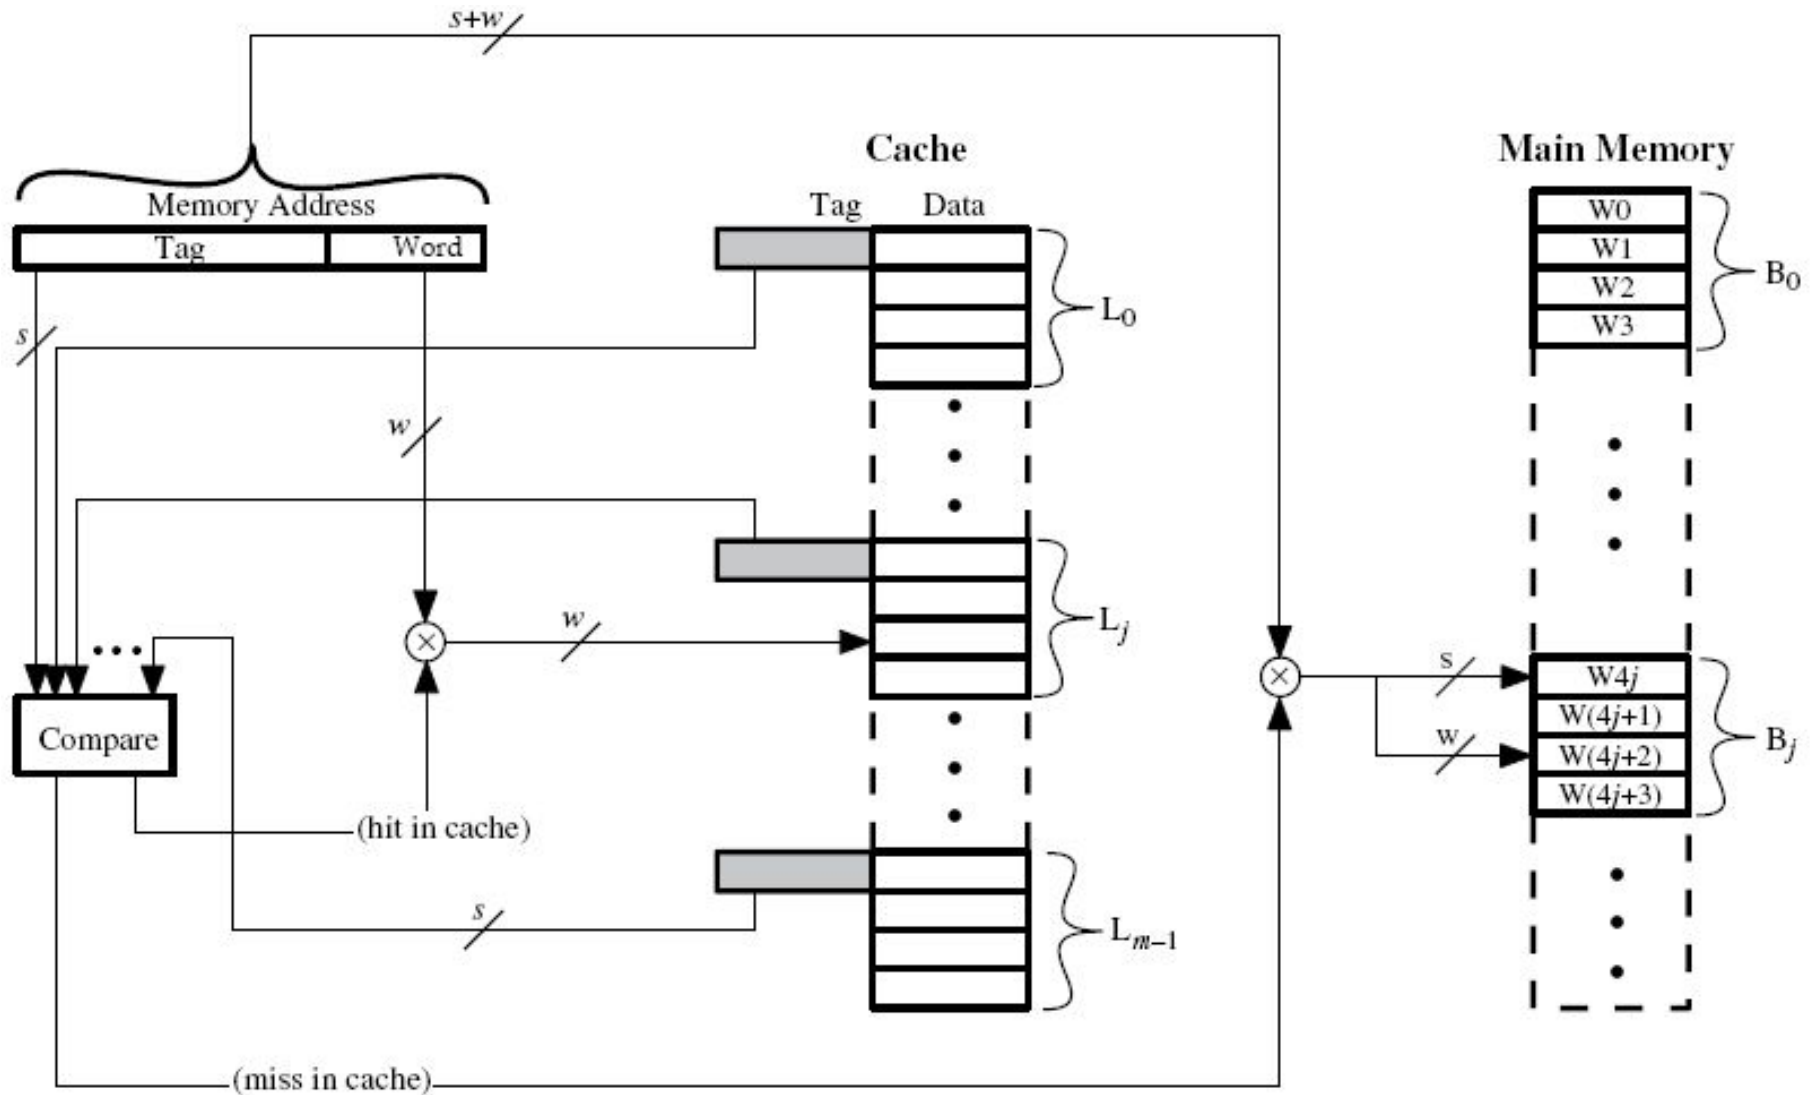 s+w
Cache
Main Memory
Memory Address
Tag Data
Tag Word
W0
W1
W2
W3
B0
L0
s
w
w
Lj
s
w
W4j
W(4j+1)
W(4j+2)
W(4j+3)
Bj
Compare
(hit in cache)
s
Lm−1
(miss in cache)